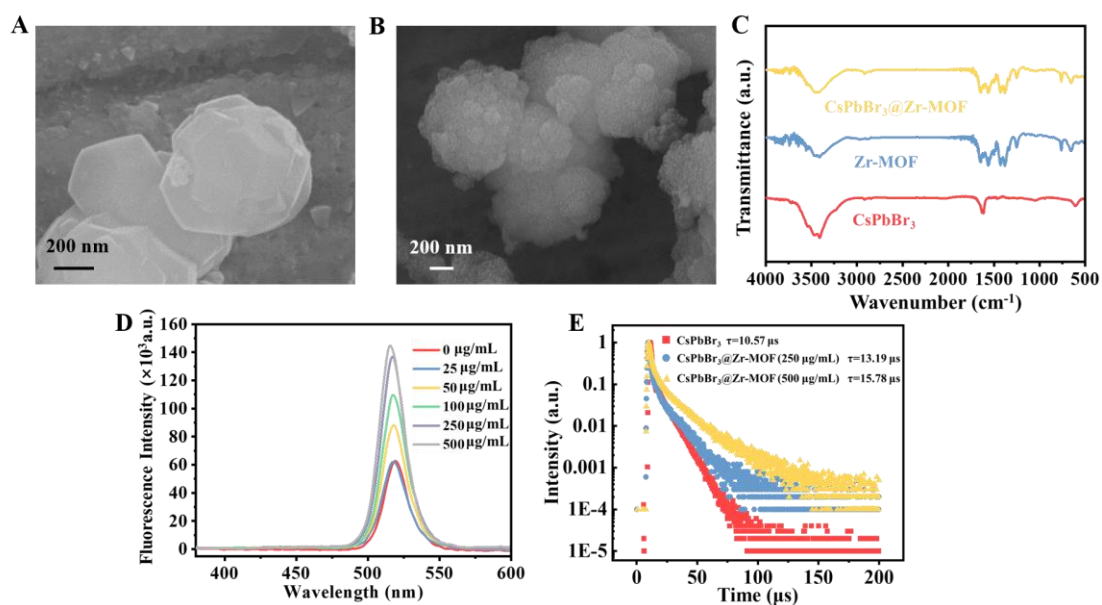 A
200 nm
B
200 nm
C
Transmittance (a.u.)
CsPbBr3@Zr-MOF
Zr-MOF
CsPbBr3
4000 3500 3000 2500 2000 1500 1000 500
Wavenumber (cm-1)
D
Fluorescence Intensity (×10³a.u.)
160
140
120
100
80
60
40
20
0
0 μg/mL
25 μg/mL
50 μg/mL
100 μg/mL
250 μg/mL
500 μg/mL
400 450 500 550 600
Wavelength (nm)
E
Intensity (a.u.)
1
0.1
0.01
0.001
1E-4
1E-5
CsPbBr3 τ=10.57 μs
CsPbBr3@Zr-MOF (250 μg/mL) τ=13.19 μs
CsPbBr3@Zr-MOF (500 μg/mL) τ=15.78 μs
0 50 100 150 200
Time (μs)